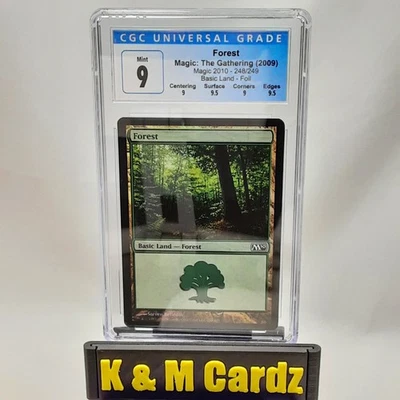 CGC UNIVERSAL GRADE
Mint
9
Forest
Magic: The Gathering (2009)
Magic 2010 - 248/249
Basic Land - Foil
Centering Surface Corners Edges
9 9.5 9 9.5
Forest
Basic Land — Forest
K & M Cardz